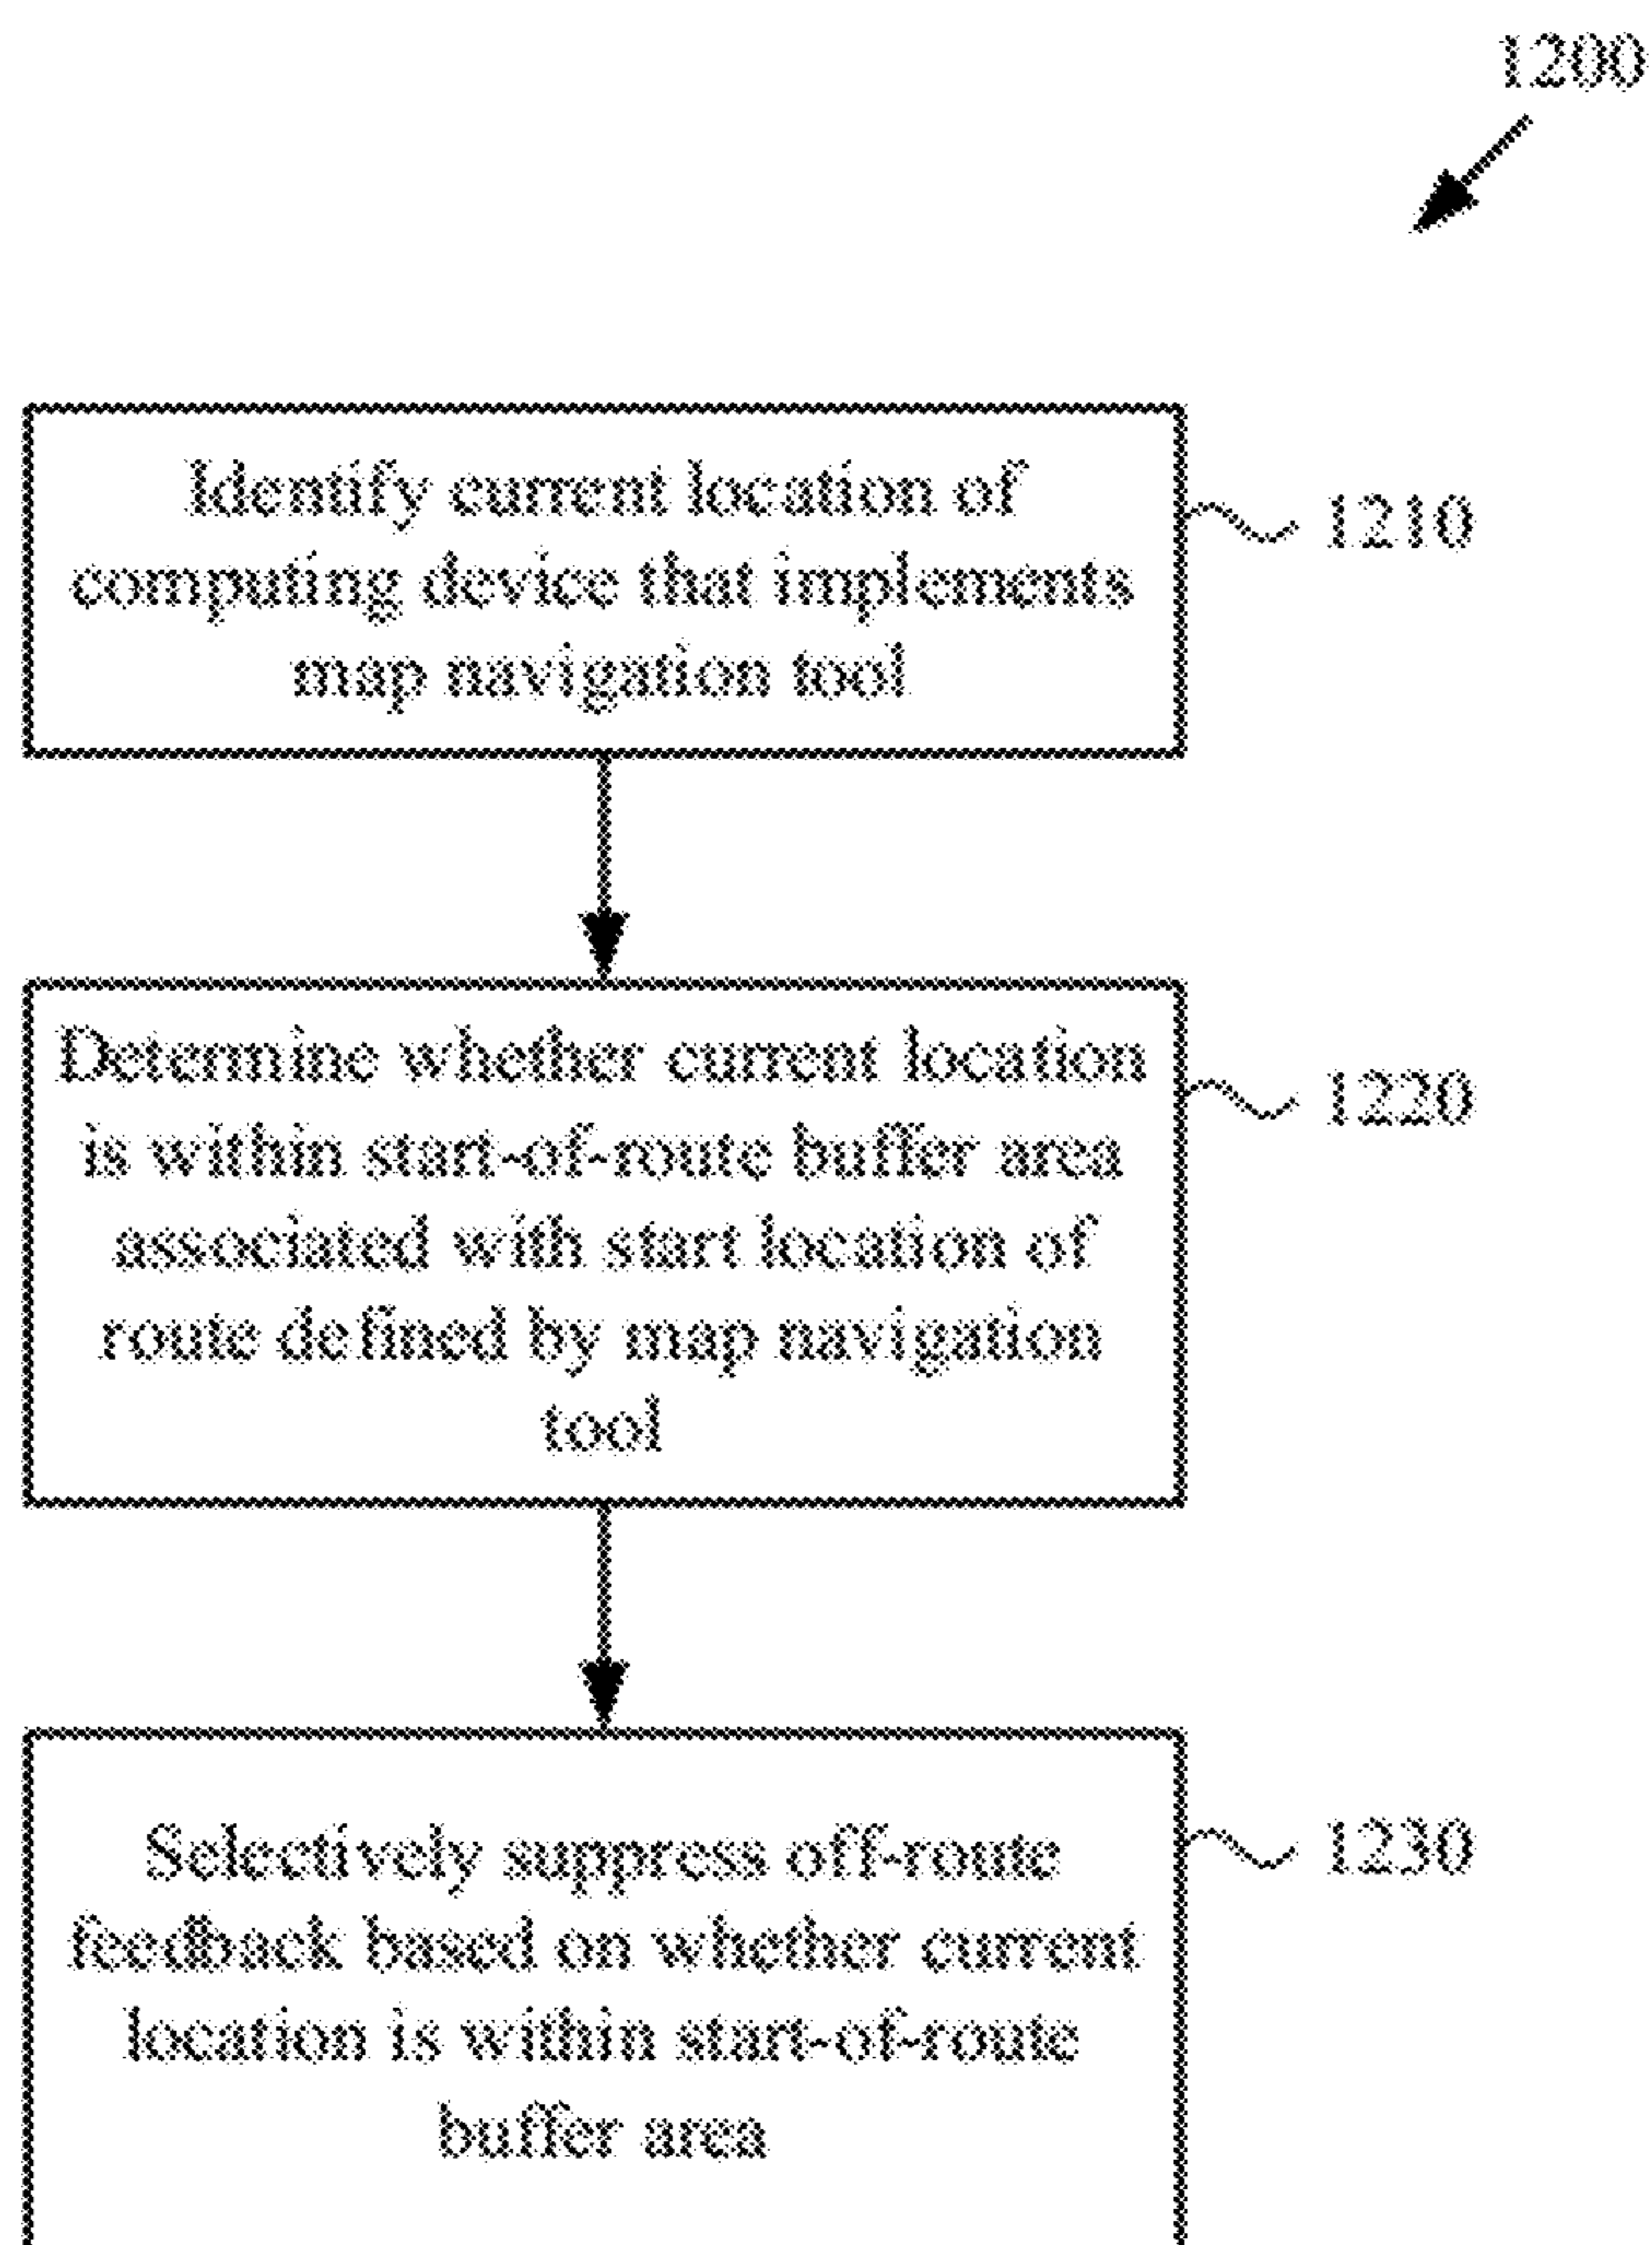 1200
Identify current location of
computing device that implements
map navigation tool
1210
Determine whether current location
is within start-of-route buffer area
associated with start location of
route defined by map navigation
tool
1220
Selectively suppress off-route
feedback based on whether current
location is within start-of-route
buffer area
1230